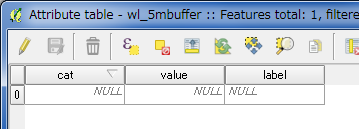 Attribute table - wl_5mbuffer :: Features total: 1, filtere
cat value label
0 NULL NULL NULL